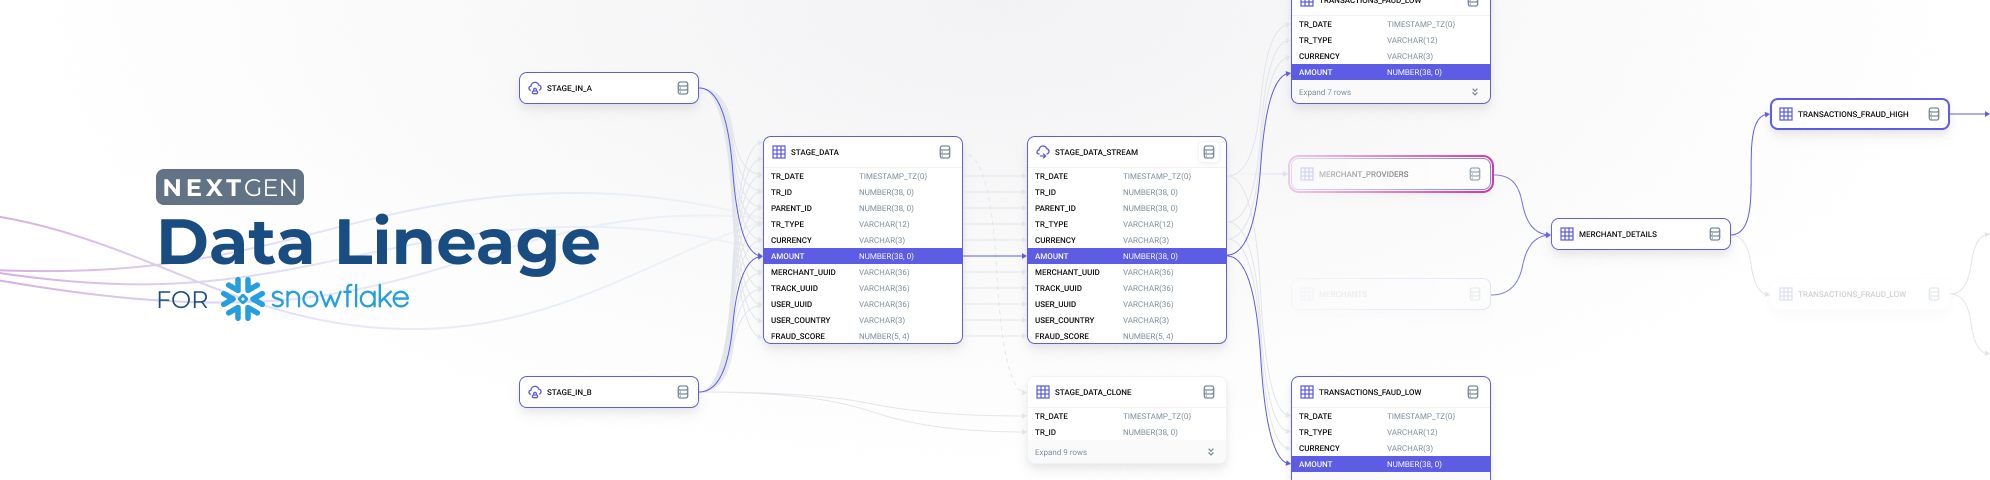 NEXTGEN
Data Lineage
FOR snowflake
STAGE_IN_A
STAGE_IN_B
STAGE_DATA
TR_DATE TIMESTAMP_TZ(0)
TR_ID NUMBER(38, 0)
PARENT_ID NUMBER(38, 0)
TR_TYPE VARCHAR(12)
CURRENCY VARCHAR(3)
AMOUNT NUMBER(38, 0)
MERCHANT_UUID VARCHAR(36)
TRACK_UUID VARCHAR(36)
USER_UUID VARCHAR(36)
USER_COUNTRY VARCHAR(3)
FRAUD_SCORE NUMBER(5, 4)
STAGE_DATA_STREAM
TR_DATE TIMESTAMP_TZ(0)
TR_ID NUMBER(38, 0)
PARENT_ID NUMBER(38, 0)
TR_TYPE VARCHAR(12)
CURRENCY VARCHAR(3)
AMOUNT NUMBER(38, 0)
MERCHANT_UUID VARCHAR(36)
TRACK_UUID VARCHAR(36)
USER_UUID VARCHAR(36)
USER_COUNTRY VARCHAR(3)
FRAUD_SCORE NUMBER(5, 4)
STAGE_DATA_CLONE
TR_DATE TIMESTAMP_TZ(0)
TR_ID NUMBER(38, 0)
Expand 9 rows
TRANSACTIONS_FAUD_LOW
TR_DATE TIMESTAMP_TZ(0)
TR_TYPE VARCHAR(12)
CURRENCY VARCHAR(3)
AMOUNT NUMBER(38, 0)
Expand 7 rows
MERCHANT_PROVIDERS
MERCHANTS
TRANSACTIONS_FAUD_LOW
TR_DATE TIMESTAMP_TZ(0)
TR_TYPE VARCHAR(12)
CURRENCY VARCHAR(3)
AMOUNT NUMBER(38, 0)
MERCHANT_DETAILS
TRANSACTIONS_FRAUD_HIGH
TRANSACTIONS_FRAUD_LOW